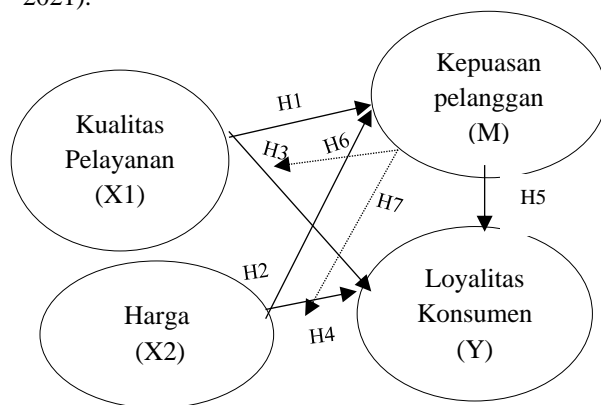 2021).
Kualitas
Pelayanan
(X1)
Kepuasan
pelanggan
(M)
Harga
(X2)
Loyalitas
Konsumen
(Y)
H1
H3
H6
H7
H5
H2
H4